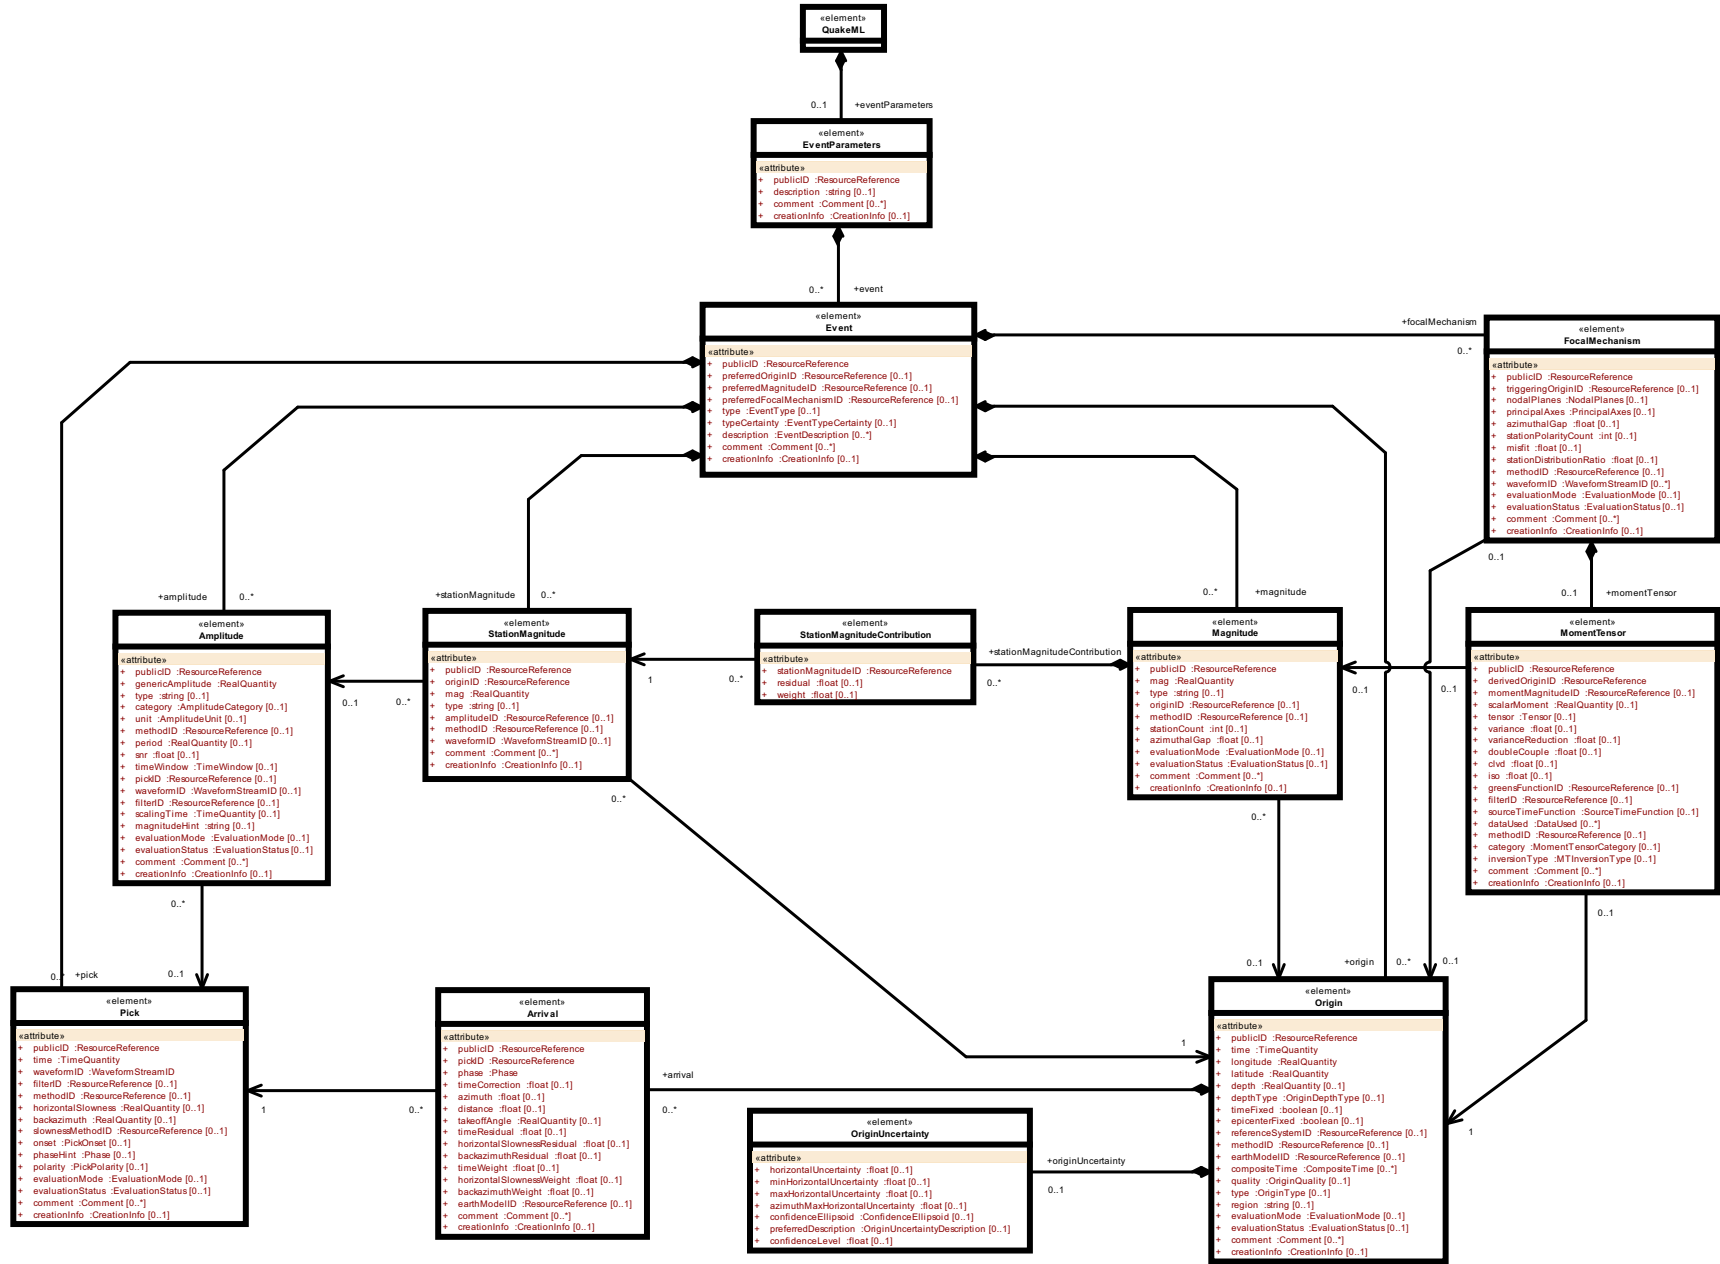 «element»
QuakeML
0..1
+eventParameters
«element»
EventParameters
«attribute»
+ publicID :ResourceReference
+ description :string [0..1]
+ comment :Comment [0..*]
+ creationInfo :CreationInfo [0..1]
0..*
+event
«element»
Event
«attribute»
+ publicID :ResourceReference
+ preferredOriginID :ResourceReference [0..1]
+ preferredMagnitudeID :ResourceReference [0..1]
+ preferredFocalMechanismID :ResourceReference [0..1]
+ type :EventType [0..1]
+ typeCertainty :EventTypeCertainty [0..1]
+ description :EventDescription [0..*]
+ comment :Comment [0..*]
+ creationInfo :CreationInfo [0..1]
+focalMechanism
0..*
«element»
FocalMechanism
«attribute»
+ publicID :ResourceReference
+ triggeringOriginID :ResourceReference [0..1]
+ nodalPlanes :NodalPlanes [0..1]
+ principalAxes :PrincipalAxes [0..1]
+ azimuthalGap :float [0..1]
+ stationPolarityCount :int [0..1]
+ misfit :float [0..1]
+ stationDistributionRatio :float [0..1]
+ methodID :ResourceReference [0..1]
+ waveformID :WaveformStreamID [0..*]
+ evaluationMode :EvaluationMode [0..1]
+ evaluationStatus :EvaluationStatus [0..1]
+ comment :Comment [0..*]
+ creationInfo :CreationInfo [0..1]
0..1
0..1
+momentTensor
+amplitude
0..*
+stationMagnitude
0..*
0..*
+magnitude
«element»
Amplitude
«attribute»
+ publicID :ResourceReference
+ genericAmplitude :RealQuantity
+ type :string [0..1]
+ category :AmplitudeCategory [0..1]
+ unit :AmplitudeUnit [0..1]
+ methodID :ResourceReference [0..1]
+ period :RealQuantity [0..1]
+ snr :float [0..1]
+ timeWindow :TimeWindow [0..1]
+ pickID :ResourceReference [0..1]
+ waveformID :WaveformStreamID [0..1]
+ filterID :ResourceReference [0..1]
+ scalingTime :TimeQuantity [0..1]
+ magnitudeHint :string [0..1]
+ evaluationMode :EvaluationMode [0..1]
+ evaluationStatus :EvaluationStatus [0..1]
+ comment :Comment [0..*]
+ creationInfo :CreationInfo [0..1]
0..1
0..*
«element»
StationMagnitude
«attribute»
+ publicID :ResourceReference
+ originID :ResourceReference
+ mag :RealQuantity
+ type :string [0..1]
+ amplitudeID :ResourceReference [0..1]
+ methodID :ResourceReference [0..1]
+ waveformID :WaveformStreamID [0..1]
+ comment :Comment [0..*]
+ creationInfo :CreationInfo [0..1]
0..*
1
0..*
«element»
StationMagnitudeContribution
«attribute»
+ stationMagnitudeID :ResourceReference
+ residual :float [0..1]
+ weight :float [0..1]
+stationMagnitudeContribution
0..*
«element»
Magnitude
«attribute»
+ publicID :ResourceReference
+ mag :RealQuantity
+ type :string [0..1]
+ originID :ResourceReference [0..1]
+ methodID :ResourceReference [0..1]
+ stationCount :int [0..1]
+ azimuthalGap :float [0..1]
+ evaluationMode :EvaluationMode [0..1]
+ evaluationStatus :EvaluationStatus [0..1]
+ comment :Comment [0..*]
+ creationInfo :CreationInfo [0..1]
0..1
0..1
0..*
«element»
MomentTensor
«attribute»
+ publicID :ResourceReference
+ derivedOriginID :ResourceReference
+ momentMagnitudeID :ResourceReference [0..1]
+ scalarMoment :RealQuantity [0..1]
+ tensor :Tensor [0..1]
+ variance :float [0..1]
+ varianceReduction :float [0..1]
+ doubleCouple :float [0..1]
+ clvd :float [0..1]
+ iso :float [0..1]
+ greensFunctionID :ResourceReference [0..1]
+ filterID :ResourceReference [0..1]
+ sourceTimeFunction :SourceTimeFunction [0..1]
+ dataUsed :DataUsed [0..*]
+ methodID :ResourceReference [0..1]
+ category :MomentTensorCategory [0..1]
+ inversionType :MTInversionType [0..1]
+ comment :Comment [0..*]
+ creationInfo :CreationInfo [0..1]
0..1
0..*
0..1
0..*
+pick
0..1
+origin
0..*
0..1
«element»
Pick
«attribute»
+ publicID :ResourceReference
+ time :TimeQuantity
+ waveformID :WaveformStreamID
+ filterID :ResourceReference [0..1]
+ methodID :ResourceReference [0..1]
+ horizontalSlowness :RealQuantity [0..1]
+ backazimuth :RealQuantity [0..1]
+ slownessMethodID :ResourceReference [0..1]
+ onset :PickOnset [0..1]
+ phaseHint :Phase [0..1]
+ polarity :PickPolarity [0..1]
+ evaluationMode :EvaluationMode [0..1]
+ evaluationStatus :EvaluationStatus [0..1]
+ comment :Comment [0..*]
+ creationInfo :CreationInfo [0..1]
1
0..*
«element»
Arrival
«attribute»
+ publicID :ResourceReference
+ pickID :ResourceReference
+ phase :Phase
+ timeCorrection :float [0..1]
+ azimuth :float [0..1]
+ distance :float [0..1]
+ takeoffAngle :RealQuantity [0..1]
+ timeResidual :float [0..1]
+ horizontalSlownessResidual :float [0..1]
+ backazimuthResidual :float [0..1]
+ timeWeight :float [0..1]
+ horizontalSlownessWeight :float [0..1]
+ backazimuthWeight :float [0..1]
+ earthModelID :ResourceReference [0..1]
+ comment :Comment [0..*]
+ creationInfo :CreationInfo [0..1]
+arrival
0..*
1
«element»
OriginUncertainty
«attribute»
+ horizontalUncertainty :float [0..1]
+ minHorizontalUncertainty :float [0..1]
+ maxHorizontalUncertainty :float [0..1]
+ azimuthMaxHorizontalUncertainty :float [0..1]
+ confidenceEllipsoid :ConfidenceEllipsoid [0..1]
+ preferredDescription :OriginUncertaintyDescription [0..1]
+ confidenceLevel :float [0..1]
+originUncertainty
0..1
«element»
Origin
«attribute»
+ publicID :ResourceReference
+ time :TimeQuantity
+ longitude :RealQuantity
+ latitude :RealQuantity
+ depth :RealQuantity [0..1]
+ depthType :OriginDepthType [0..1]
+ timeFixed :boolean [0..1]
+ epicenterFixed :boolean [0..1]
+ referenceSystemID :ResourceReference [0..1]
+ methodID :ResourceReference [0..1]
+ earthModelID :ResourceReference [0..1]
+ compositeTime :CompositeTime [0..*]
+ quality :OriginQuality [0..1]
+ type :OriginType [0..1]
+ region :string [0..1]
+ evaluationMode :EvaluationMode [0..1]
+ evaluationStatus :EvaluationStatus [0..1]
+ comment :Comment [0..*]
+ creationInfo :CreationInfo [0..1]
1